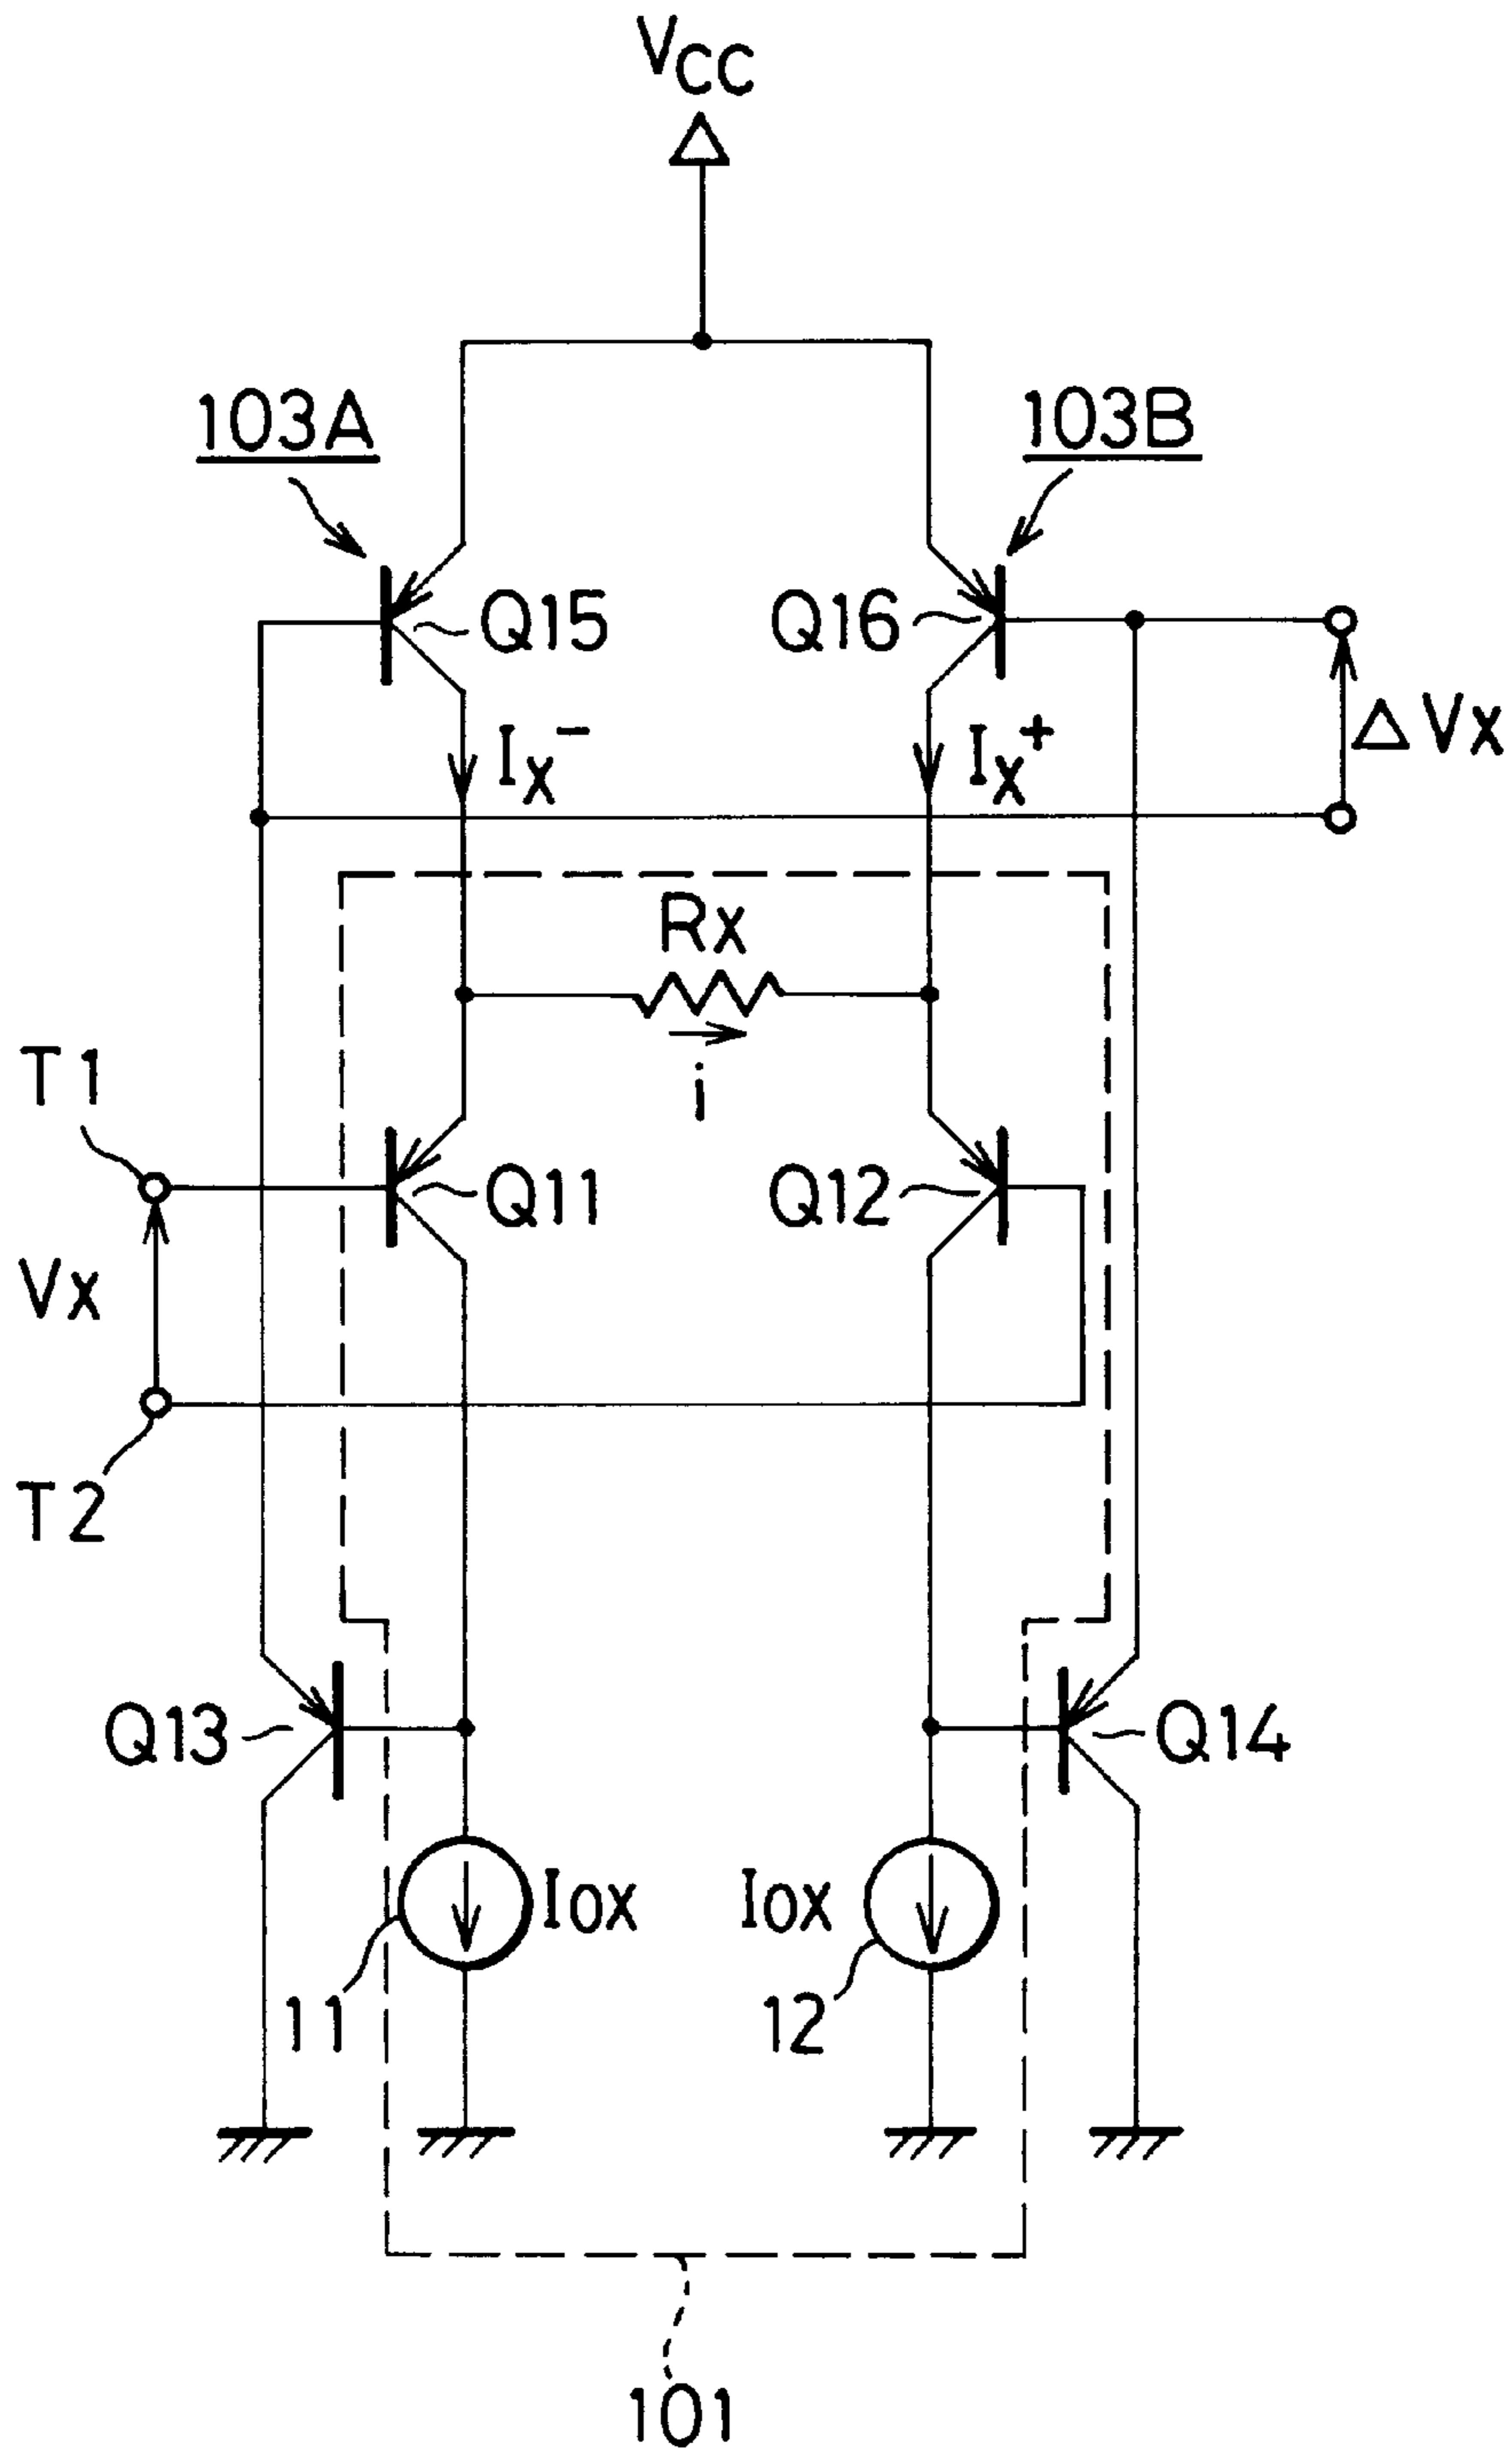 VCC
103A
103B
Q15
Q16
Ix⁻
Ix⁺
△Vx
Rx
i
T1
Q11
Q12
Vx
T2
Q13
Q14
Iox
Iox
11
12
101